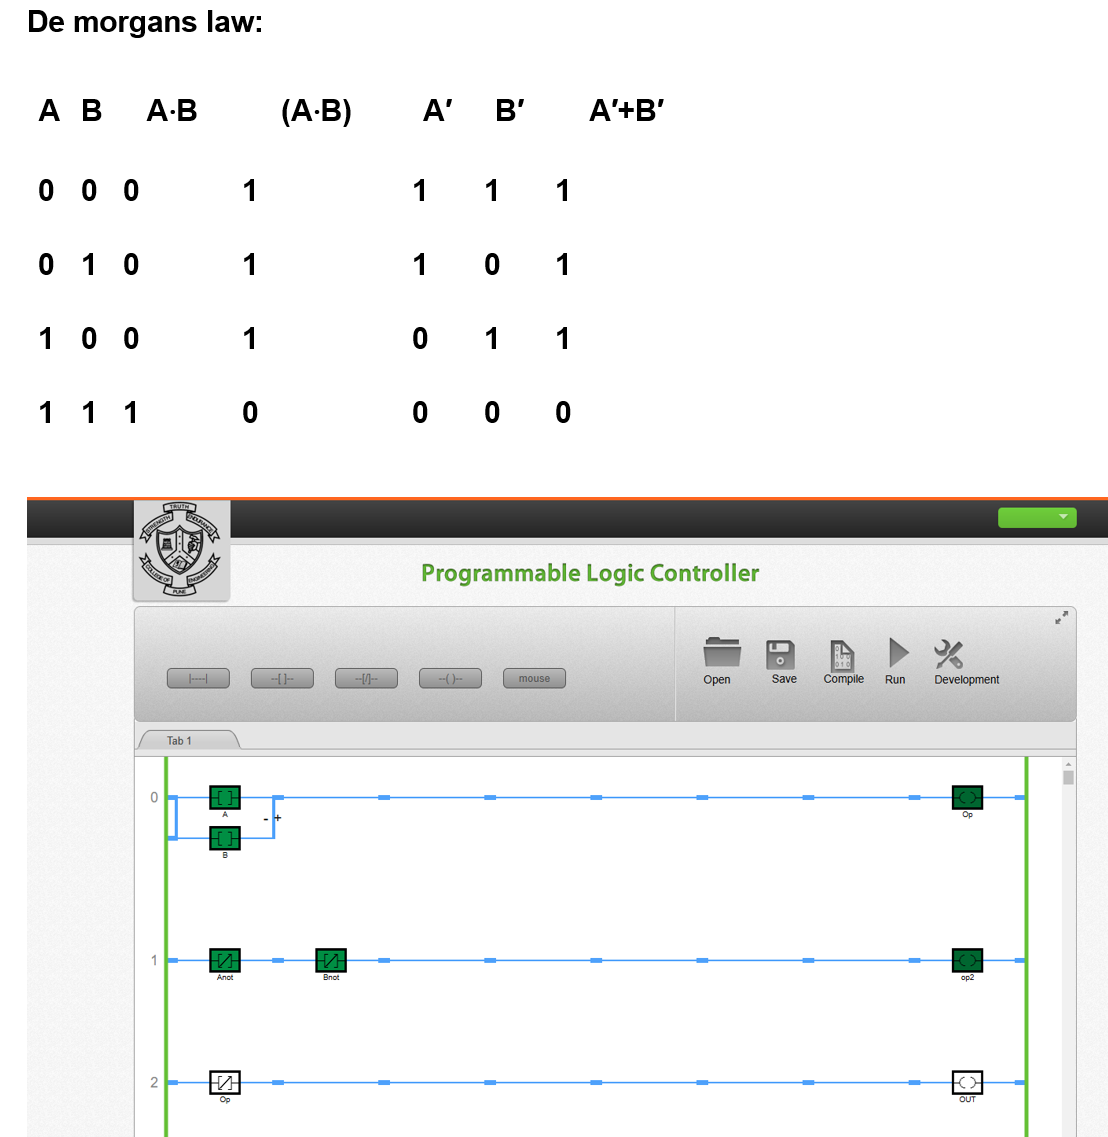 De morgans law:
A B A·B (A·B) A′ B′ A′+B′
0 0 0 1 1 1 1
0 1 0 1 1 0 1
1 0 0 1 0 1 1
1 1 1 0 0 0 0
TRUTH
STRENGTH ENDURANCE
COLLEGE OF ENGINEERING
PUNE
Programmable Logic Controller
|----| --[ ]-- --[/]-- --( )-- mouse
Open Save Compile Run Development
Tab 1
0
A
Op
- +
B
1
Anot Bnot op2
2
Op OUT